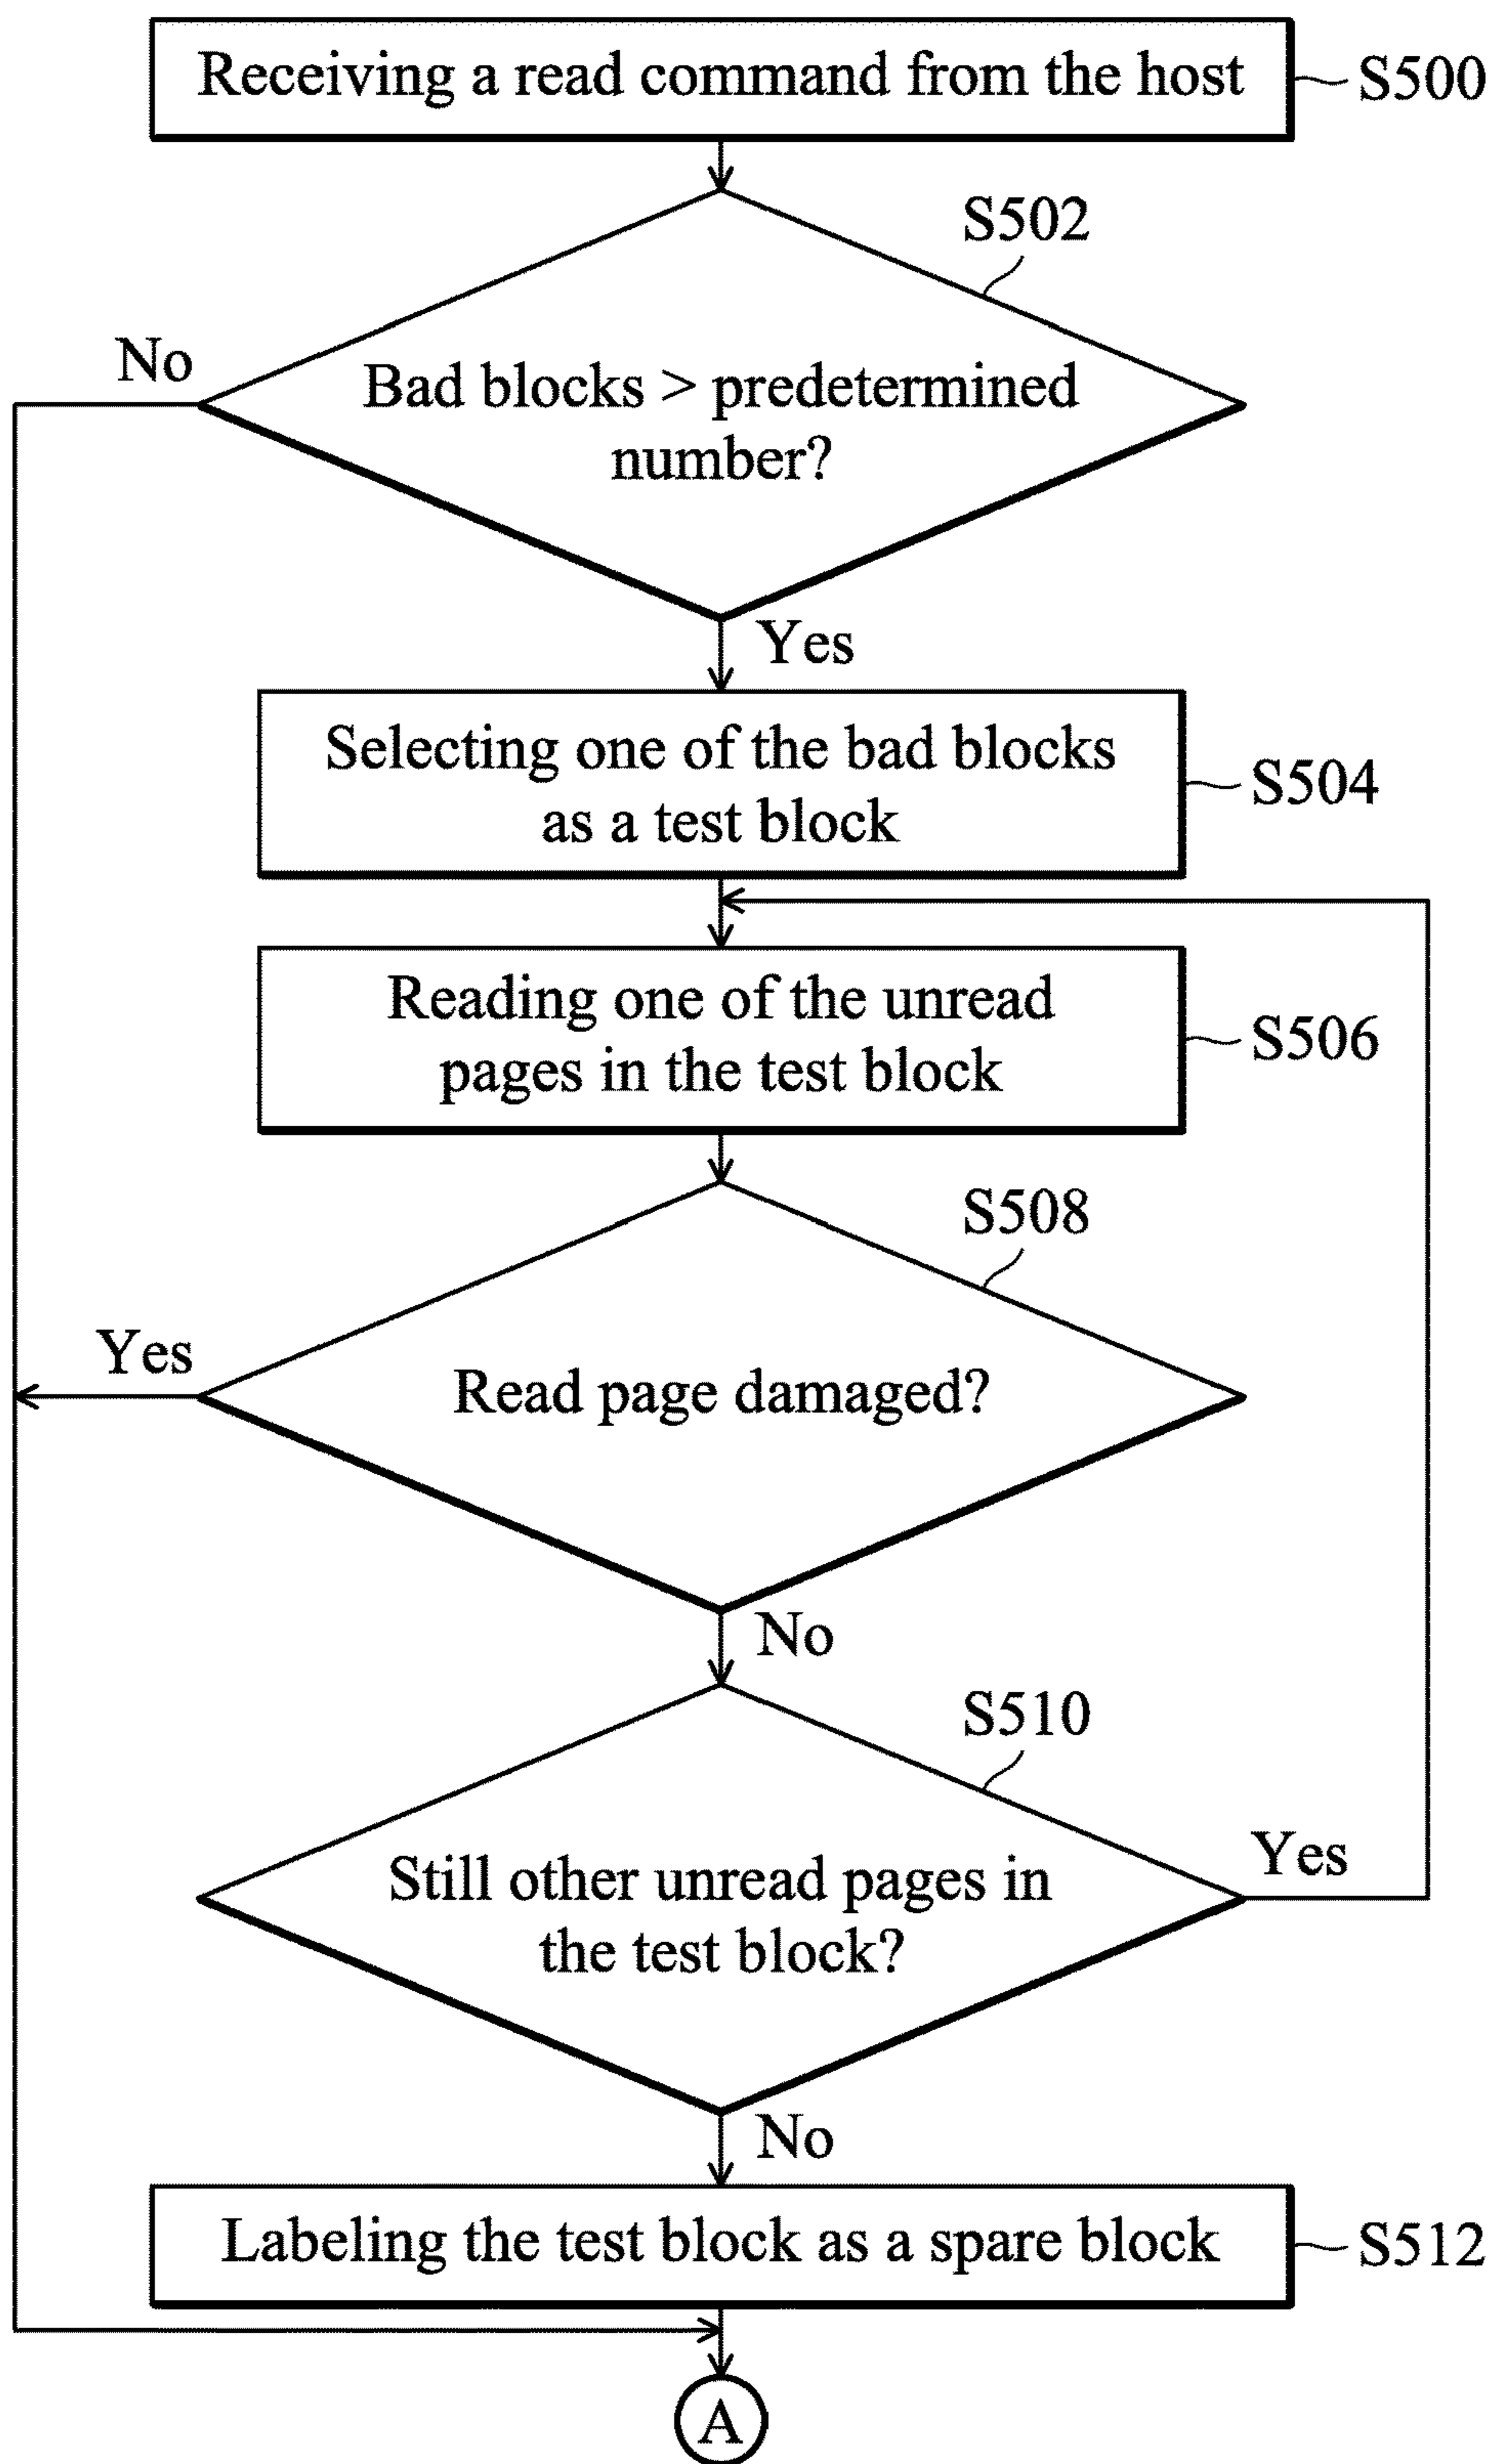 Receiving a read command from the host
S500
S502
No
Bad blocks > predetermined
number?
Yes
Selecting one of the bad blocks
as a test block
S504
Reading one of the unread
pages in the test block
S506
S508
Yes
Read page damaged?
No
S510
Still other unread pages in
the test block?
Yes
No
Labeling the test block as a spare block
S512
A